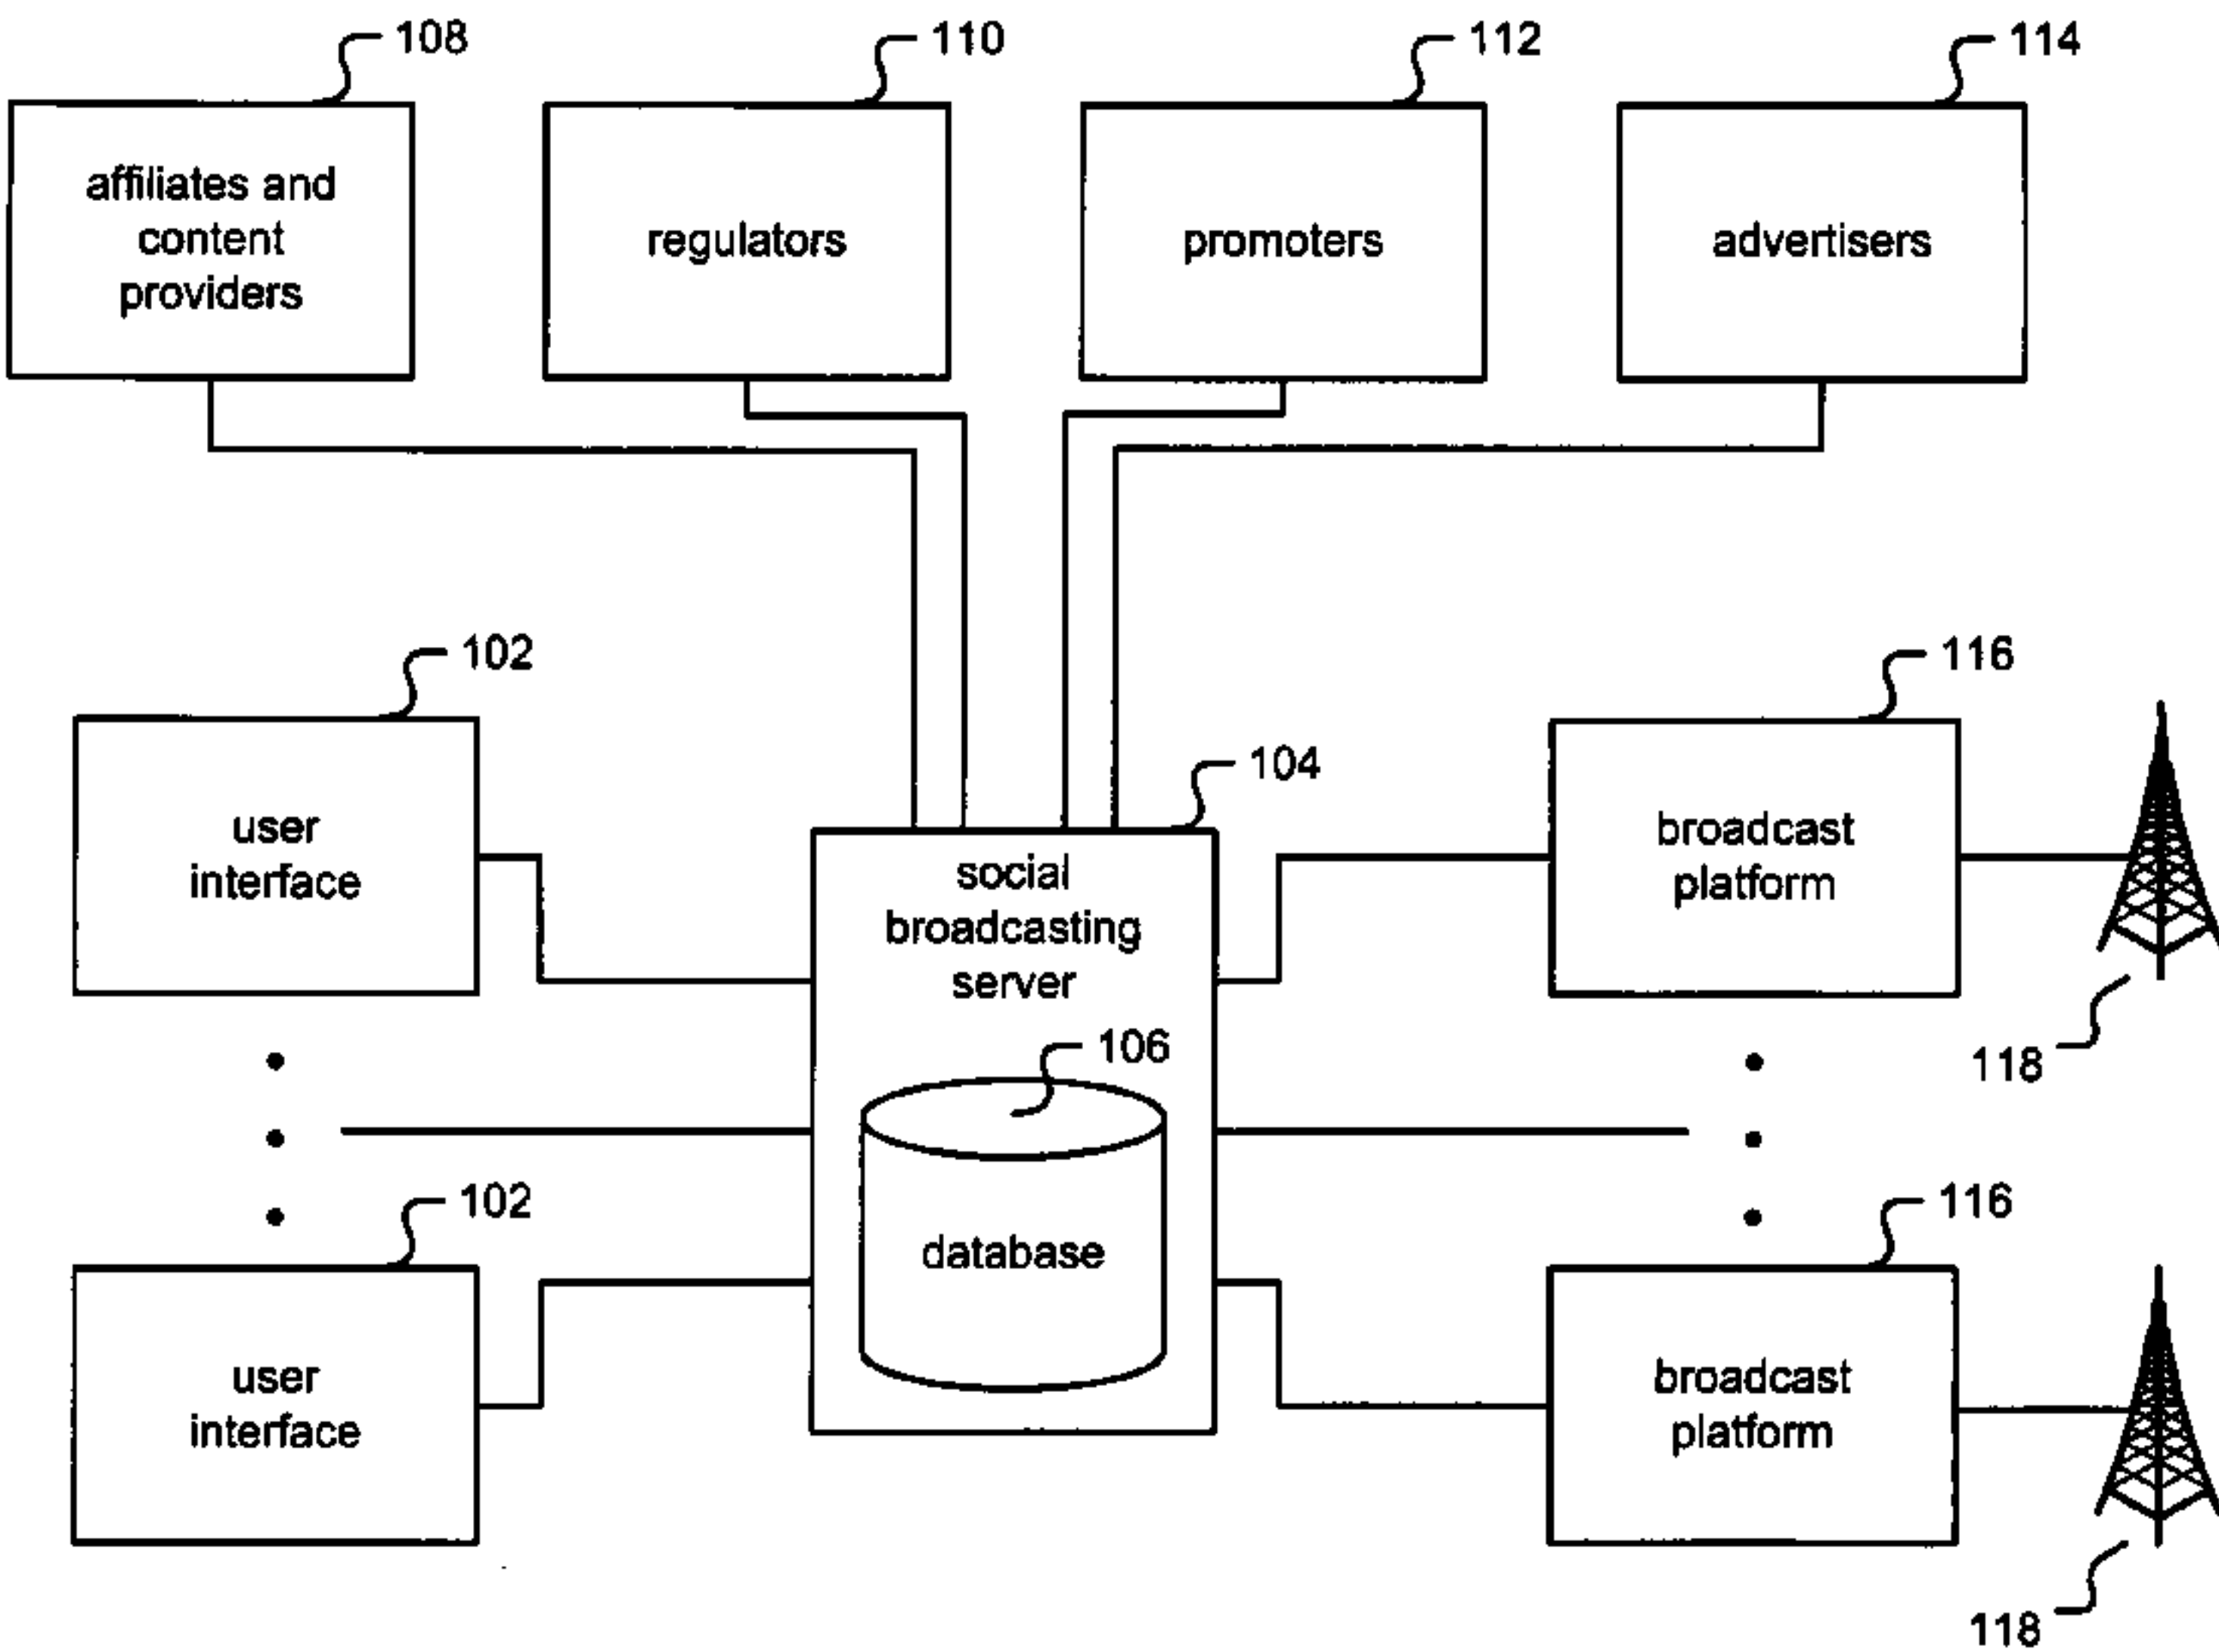 108
110
112
114
affiliates and
content
providers
regulators
promoters
advertisers
102
116
104
user
interface
social
broadcasting
server
broadcast
platform
106
118
102
116
database
user
interface
broadcast
platform
118